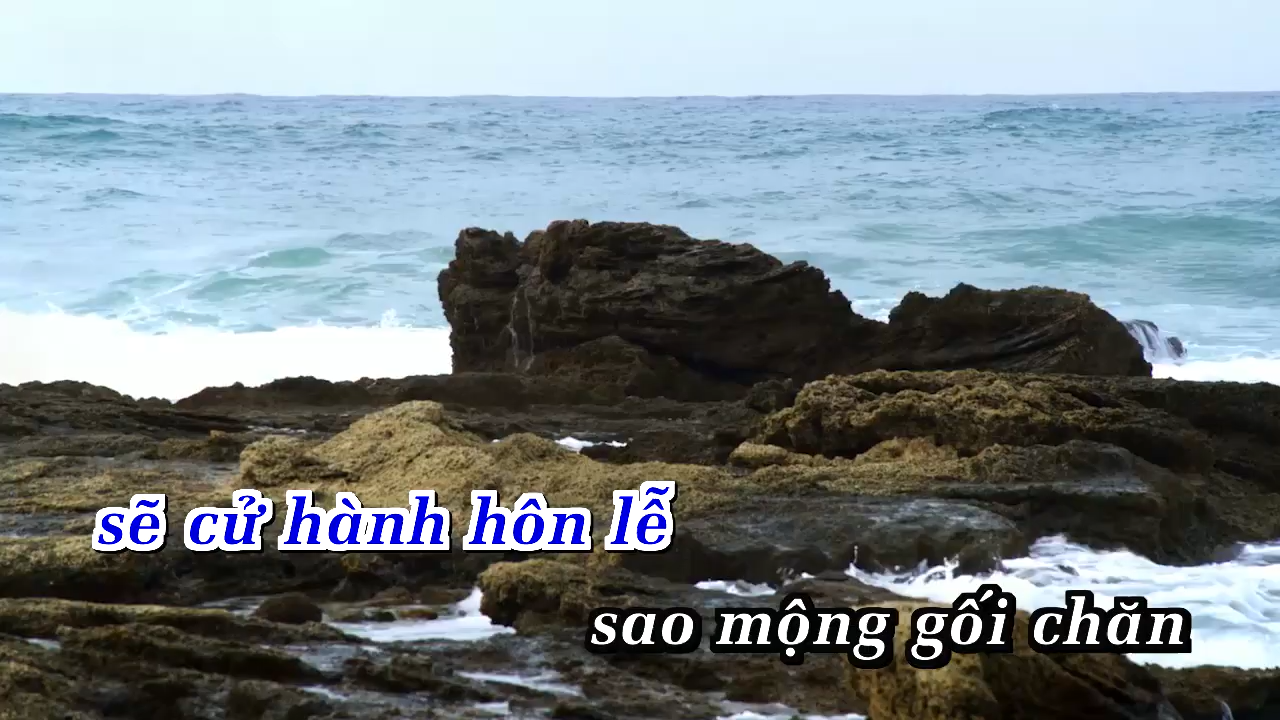 sẽ cử hành hôn lễ
sao mộng gối chăn